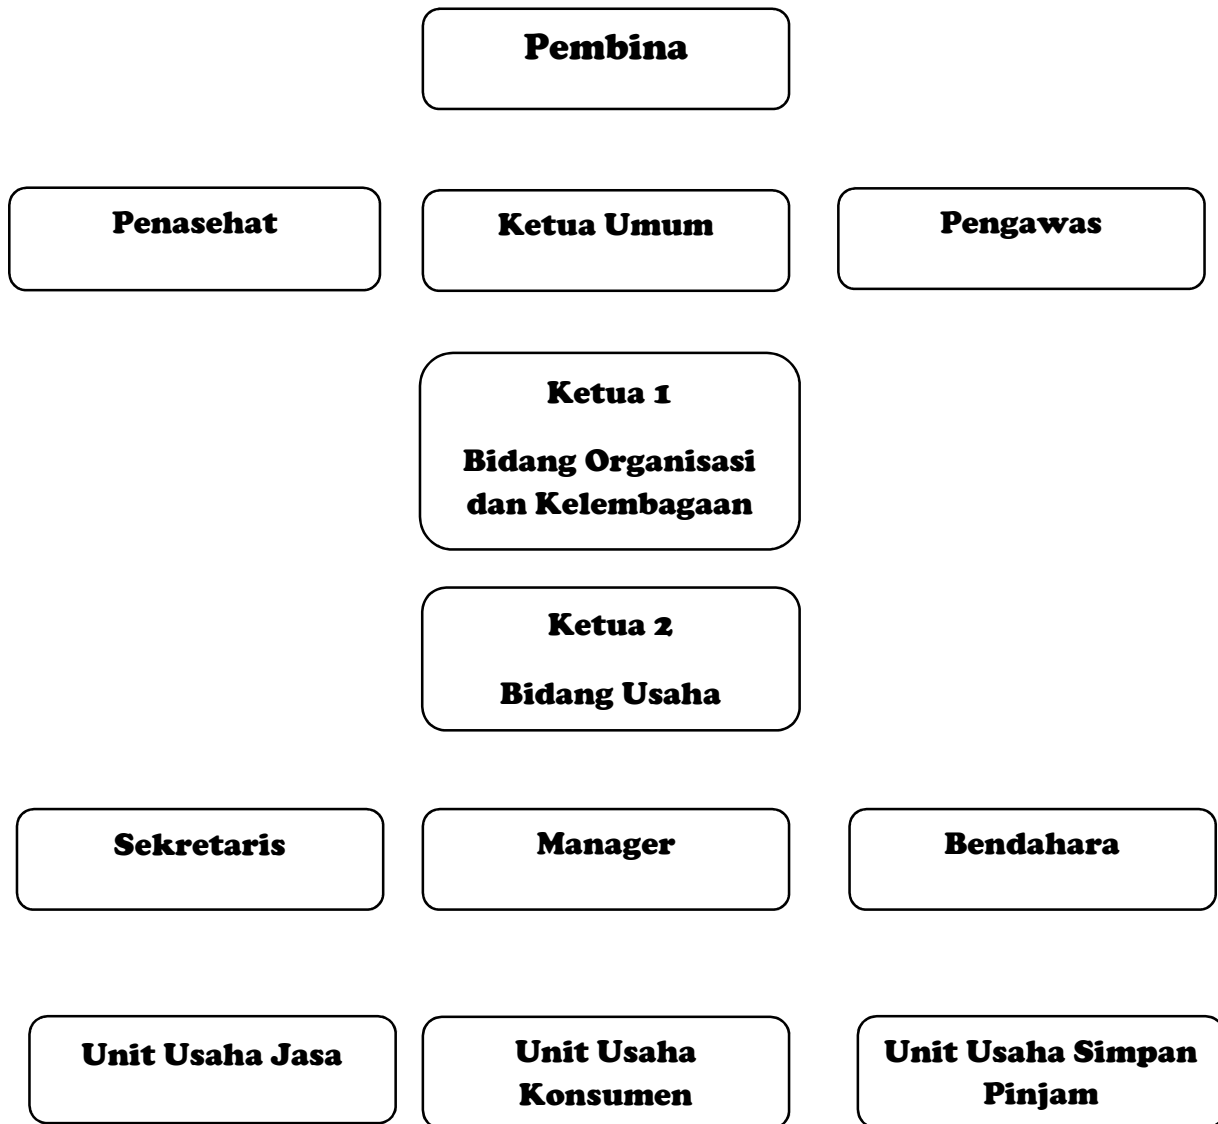 Pembina
Penasehat
Ketua Umum
Pengawas
Ketua 1
Bidang Organisasi
dan Kelembagaan
Ketua 2
Bidang Usaha
Sekretaris
Manager
Bendahara
Unit Usaha Jasa
Unit Usaha
Konsumen
Unit Usaha Simpan
Pinjam